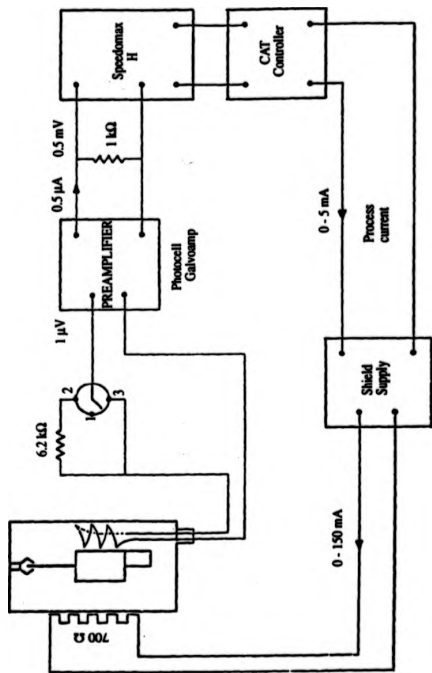 700 Ω
6.2 kΩ
2
1
3
1 μV
PREAMPLIFIER
Photocell
Galvoamp
0.5 μA
0.5 mV
1 kΩ
Speedomax
H
CAT
Controller
0 - 5 mA
Process
current
Shield
Supply
0 - 150 mA